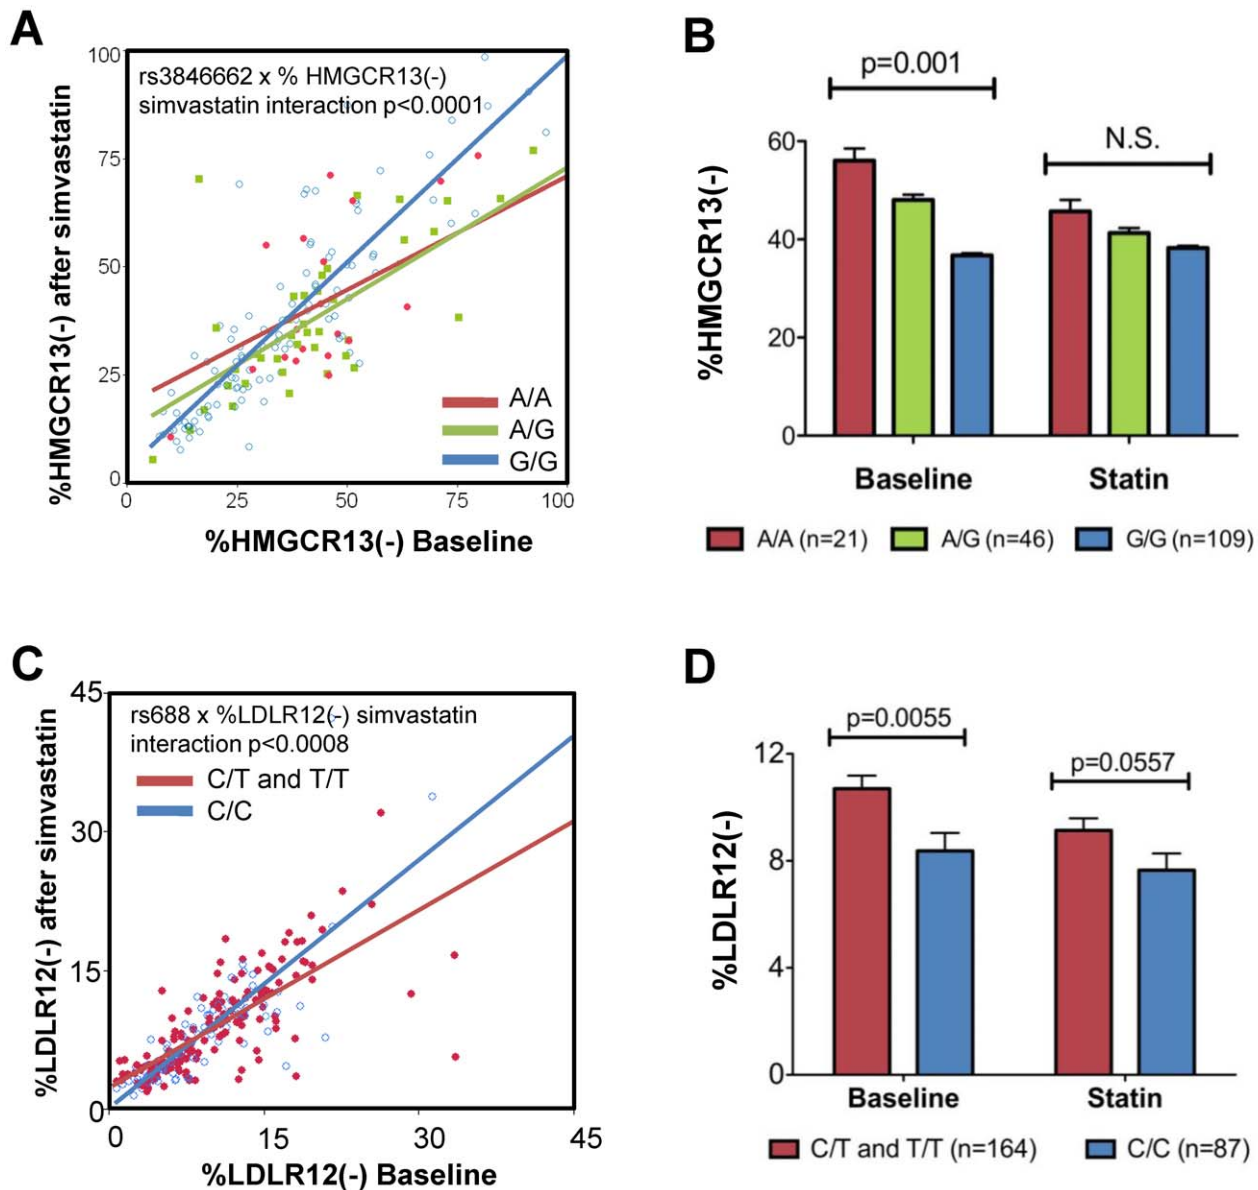 A
rs3846662 x % HMGCR13(-)
simvastatin interaction p<0.0001
%HMGCR13(-) after simvastatin
100
75
50
25
0
A/A
A/G
G/G
0 25 50 75 100
%HMGCR13(-) Baseline
B
p=0.001
N.S.
%HMGCR13(-)
60
40
20
0
Baseline Statin
A/A (n=21) A/G (n=46) G/G (n=109)
C
rs688 x %LDLR12(-) simvastatin
interaction p<0.0008
C/T and T/T
C/C
%LDLR12(-) after simvastatin
45
30
15
0
0 15 30 45
%LDLR12(-) Baseline
D
p=0.0055
p=0.0557
%LDLR12(-)
12
8
4
0
Baseline Statin
C/T and T/T (n=164) C/C (n=87)